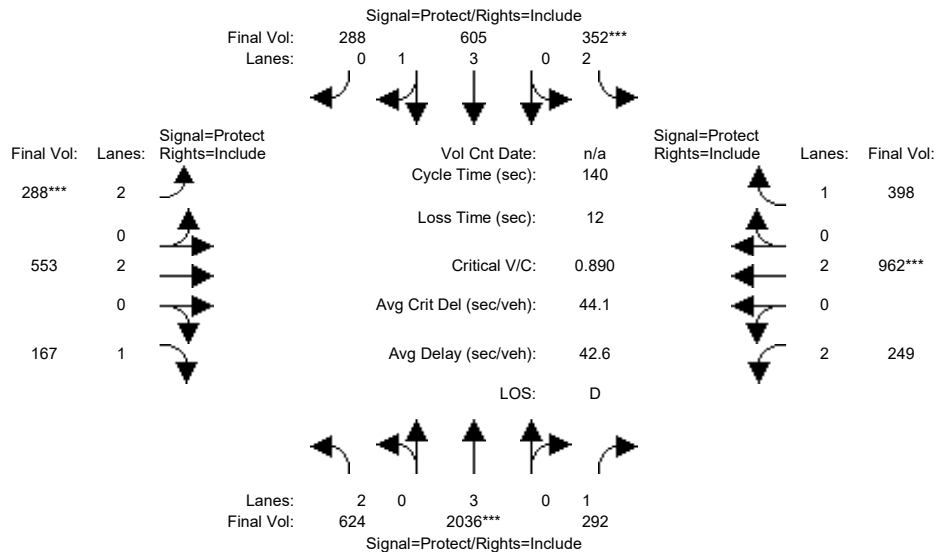 Signal=Protect/Rights=Include
Final Vol: 288 605 352***
Lanes: 0 1 3 0 2
Signal=Protect Signal=Protect
Final Vol: Lanes: Rights=Include Vol Cnt Date: n/a Rights=Include Lanes: Final Vol:
Cycle Time (sec): 140
288*** 2 1 398
Loss Time (sec): 12
0 0
553 2 Critical V/C: 0.890 2 962***
0 Avg Crit Del (sec/veh): 44.1 0
167 1 Avg Delay (sec/veh): 42.6 2 249
LOS: D
Lanes: 2 0 3 0 1
Final Vol: 624 2036*** 292
Signal=Protect/Rights=Include